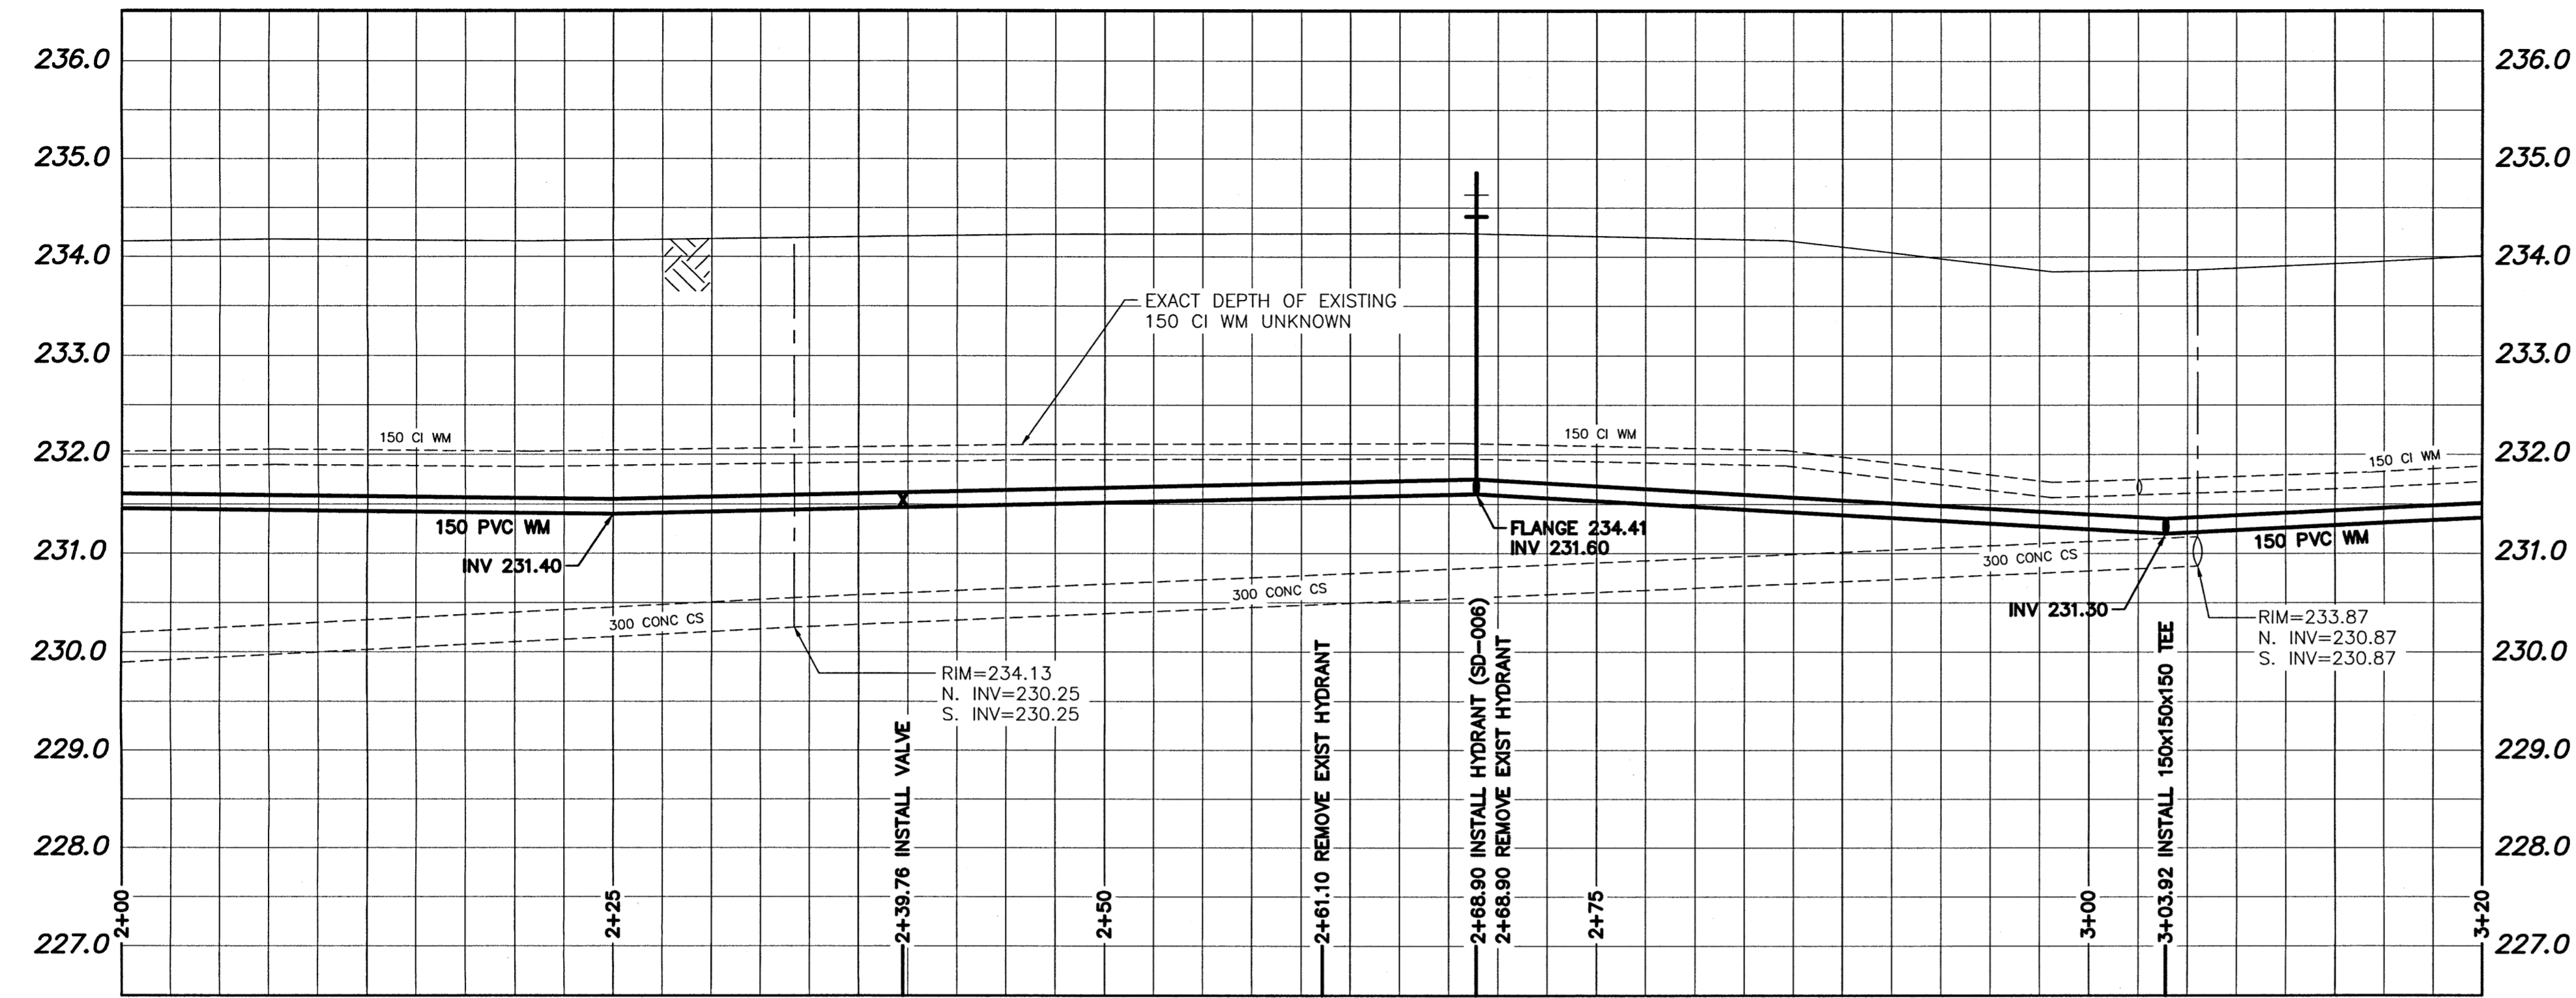 236.0 236.0
235.0 235.0
234.0 234.0
EXACT DEPTH OF EXISTING
150 CI WM UNKNOWN
233.0 233.0
150 CI WM 150 CI WM 150 CI WM
232.0 232.0
150 PVC WM
FLANGE 234.41
INV 231.60
150 PVC WM
231.0 231.0
INV 231.40
300 CONC CS
300 CONC CS
300 CONC CS
INV 231.30
RIM=233.87
N. INV=230.87
S. INV=230.87
230.0 230.0
RIM=234.13
N. INV=230.25
S. INV=230.25
229.0 229.0
228.0 228.0
227.0 227.0
2+00
2+25
2+39.76 INSTALL VALVE
2+50
2+61.10 REMOVE EXIST HYDRANT
2+68.90 INSTALL HYDRANT (SD-006)
2+68.90 REMOVE EXIST HYDRANT
2+75
3+00
3+03.92 INSTALL 150x150x150 TEE
3+20